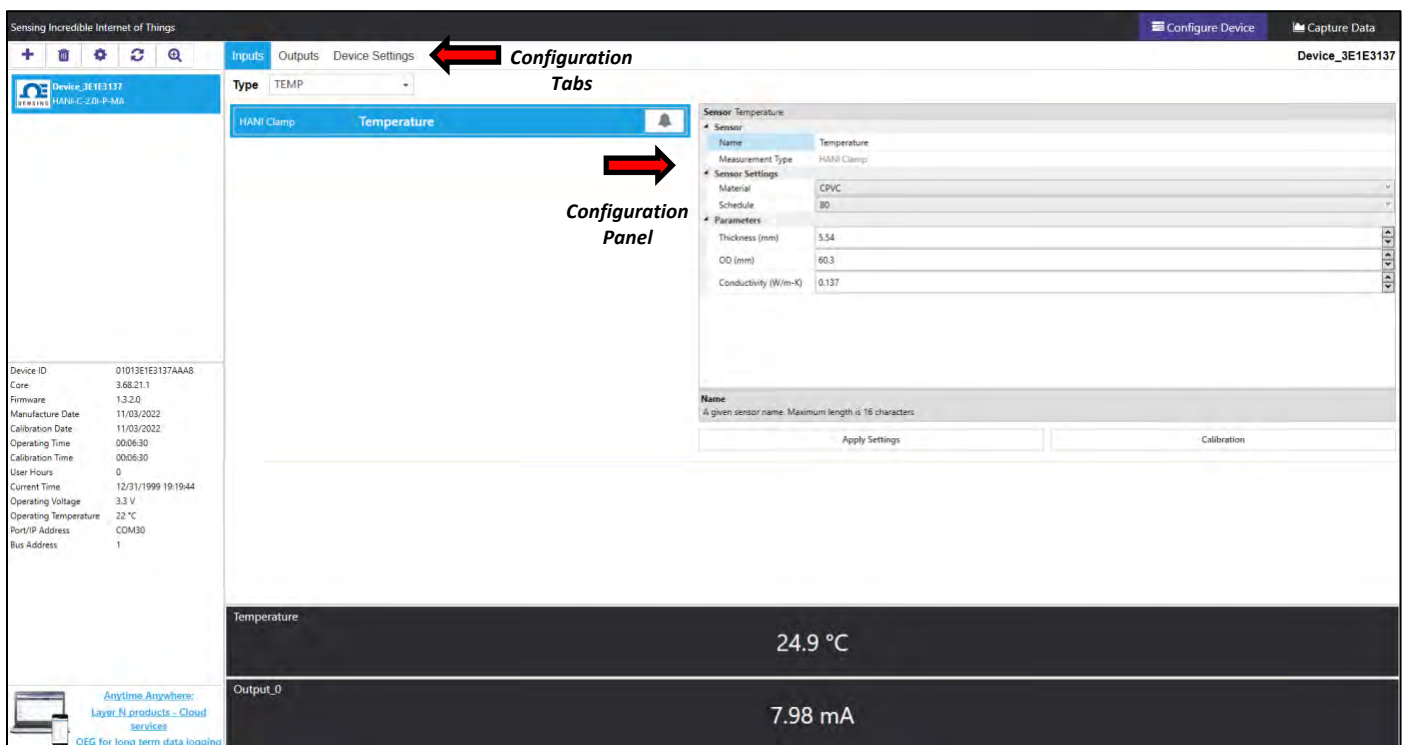 Sensing Incredible Internet of Things
Configure Device
Capture Data
Inputs Outputs Device Settings
Configuration
Tabs
Device_3E1E3137
Device_3E1E3137
HANI-C-2.0I-P-MA
SENSING
Type TEMP
HANI Clamp Temperature
Configuration
Panel
Sensor Temperature
Sensor
Name Temperature
Measurement Type HANI Clamp
Sensor Settings
Material CPVC
Schedule 80
Parameters
Thickness (mm) 5.54
OD (mm) 60.3
Conductivity (W/m-K) 0.137
Name
A given sensor name. Maximum length is 16 characters
Apply Settings Calibration
Device ID 01013E1E3137AAA8
Core 3.68.21.1
Firmware 1.3.2.0
Manufacture Date 11/03/2022
Calibration Date 11/03/2022
Operating Time 00:06:30
Calibration Time 00:06:30
User Hours 0
Current Time 12/31/1999 19:19:44
Operating Voltage 3.3 V
Operating Temperature 22 °C
Port/IP Address COM30
Bus Address 1
Temperature
24.9 °C
Output_0
7.98 mA
Anytime Anywhere:
Layer N products - Cloud
services
OEG for long term data logging